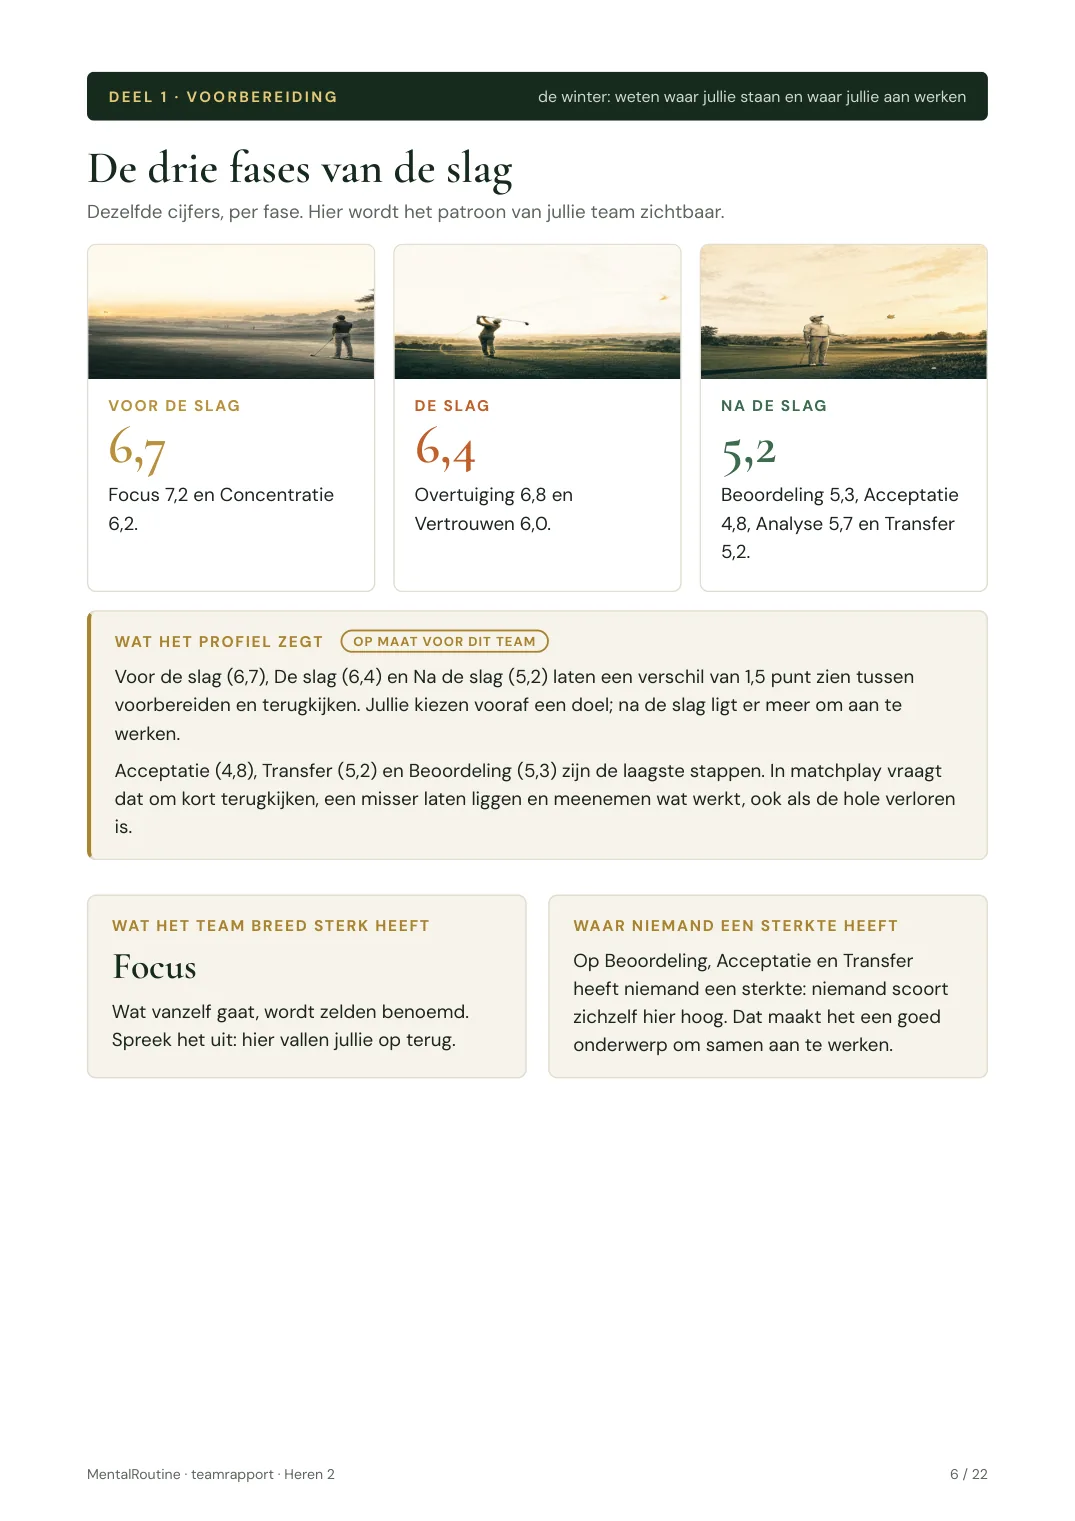 DEEL 1 · VOORBEREIDING
de winter: weten waar jullie staan en waar jullie aan werken
De drie fases van de slag
Dezelfde cijfers, per fase. Hier wordt het patroon van jullie team zichtbaar.
VOOR DE SLAG
6,7
Focus 7,2 en Concentratie
6,2.
DE SLAG
6,4
Overtuiging 6,8 en
Vertrouwen 6,0.
NA DE SLAG
5,2
Beoordeling 5,3, Acceptatie
4,8, Analyse 5,7 en Transfer
5,2.
WAT HET PROFIEL ZEGT
OP MAAT VOOR DIT TEAM
Voor de slag (6,7), De slag (6,4) en Na de slag (5,2) laten een verschil van 1,5 punt zien tussen
voorbereiden en terugkijken. Jullie kiezen vooraf een doel; na de slag ligt er meer om aan te
werken.
Acceptatie (4,8), Transfer (5,2) en Beoordeling (5,3) zijn de laagste stappen. In matchplay vraagt
dat om kort terugkijken, een misser laten liggen en meenemen wat werkt, ook als de hole verloren
is.
WAT HET TEAM BREED STERK HEEFT
Focus
Wat vanzelf gaat, wordt zelden benoemd.
Spreek het uit: hier vallen jullie op terug.
WAAR NIEMAND EEN STERKTE HEEFT
Op Beoordeling, Acceptatie en Transfer
heeft niemand een sterkte: niemand scoort
zichzelf hier hoog. Dat maakt het een goed
onderwerp om samen aan te werken.
MentalRoutine · teamrapport · Heren 2
6 / 22